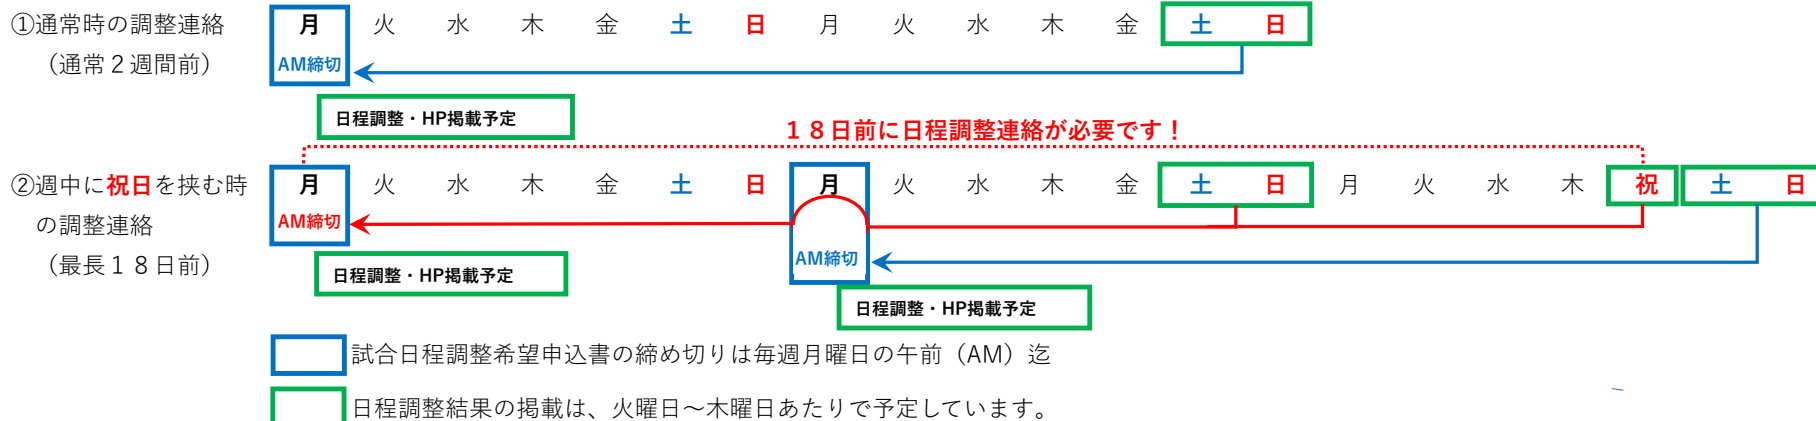 ①通常時の調整連絡 月 火 水 木 金 土 日 月 火 水 木 金 土 日
（通常２週間前） AM締切
日程調整・HP掲載予定
１８日前に日程調整連絡が必要です！
②週中に祝日を挟む時 月 火 水 木 金 土 日 月 火 水 木 金 土 日 月 火 水 木 祝 土 日
の調整連絡 AM締切
（最長１８日前） 日程調整・HP掲載予定 AM締切
日程調整・HP掲載予定
試合日程調整希望申込書の締め切りは毎週月曜日の午前（AM）迄
日程調整結果の掲載は、火曜日～木曜日あたりで予定しています。